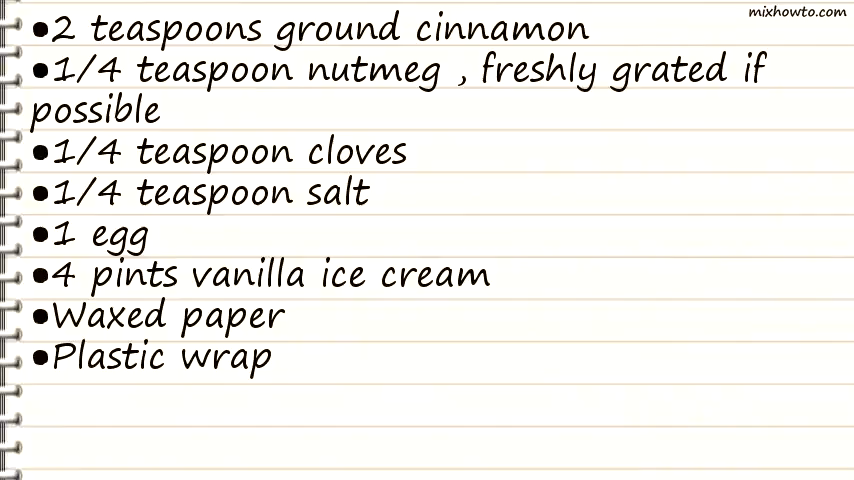 mixhowto.com
•2 teaspoons ground cinnamon
•1/4 teaspoon nutmeg , freshly grated if
possible
•1/4 teaspoon cloves
•1/4 teaspoon salt
•1 egg
•4 pints vanilla ice cream
•Waxed paper
•Plastic wrap